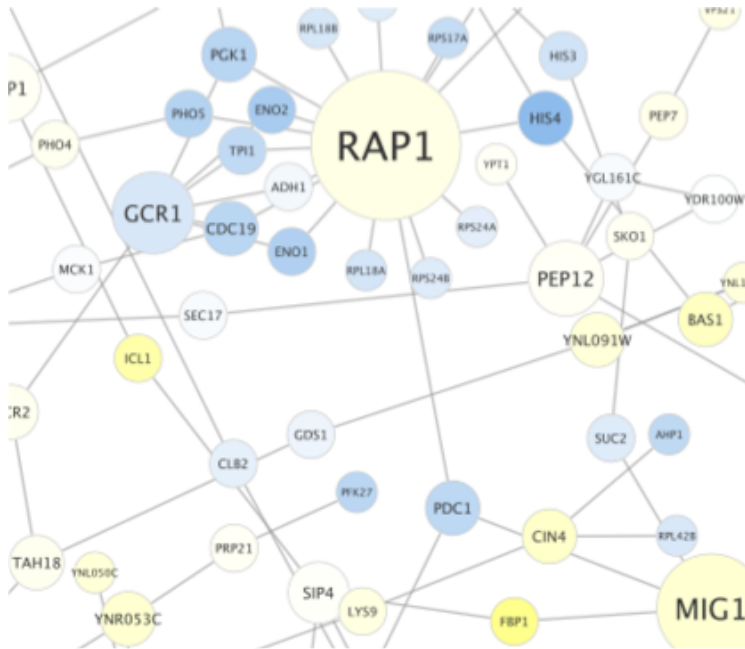 RPL18B
RPS17A
PGK1
HIS3
P1
PHO5
ENO2
RAP1
HIS4
PEP7
PHO4
TPI1
YPT1
ADH1
YGL161C
YDR100W
GCR1
CDC19
RPS24A
SKO1
ENO1
MCK1
RPL18A
RPS24B
PEP12
SEC17
BAS1
ICL1
YNL091W
CR2
GDS1
SUC2
AHP1
CLB2
PFK27
PDC1
CIN4
RPL42B
PRP21
TAH18
YNL050C
SIP4
LYS9
MIG1
YNR053C
FBP1